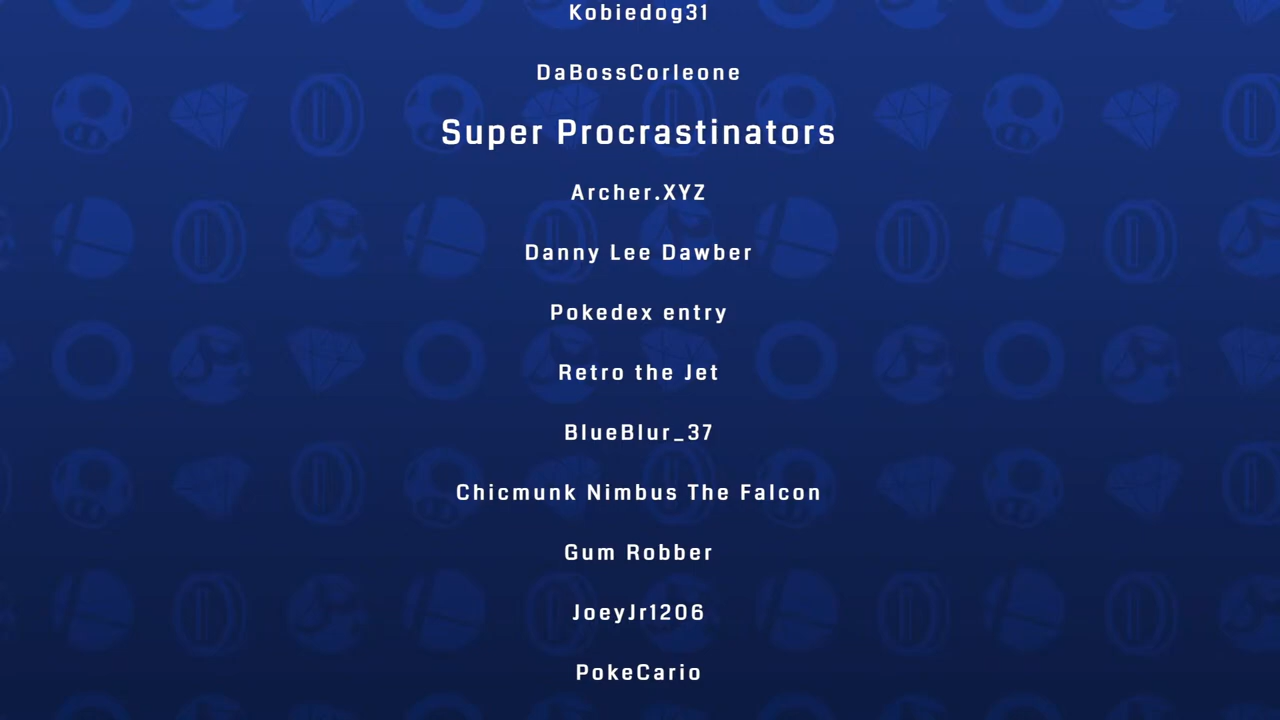 Kobiedog31
DaBossCorleone
Super Procrastinators
Archer.XYZ
Danny Lee Dawber
Pokedex entry
Retro the Jet
BlueBlur_37
Chicmunk Nimbus The Falcon
Gum Robber
JoeyJr1206
PokeCario